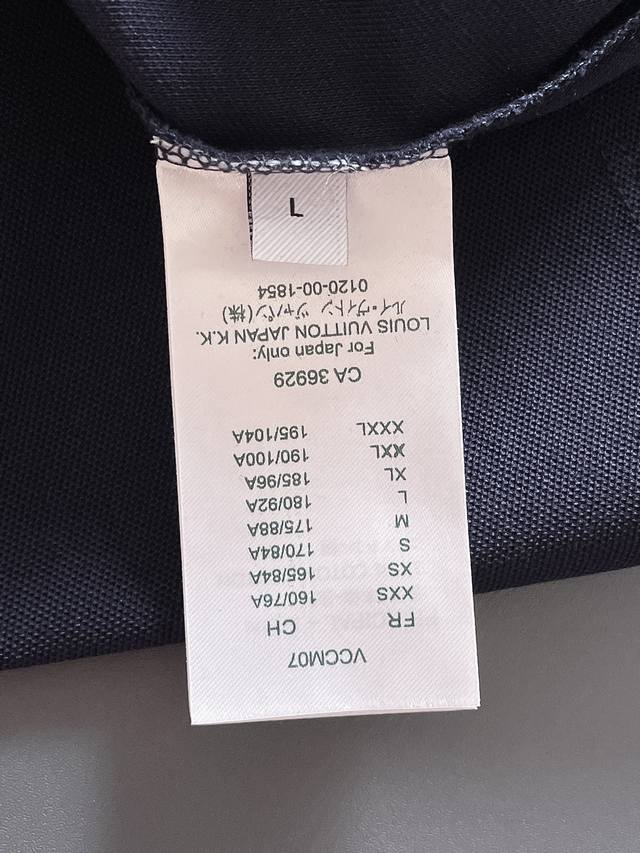 VCCM07
FR CH
XXS 160/76A
XS 165/84A
S 170/84A
M 175/88A
L 180/92A
XL 185/96A
XXL 190/100A
XXXL 195/104A
CA 36929
For Japan only:
LOUIS VUITTON JAPAN K.K.
ルイ・ヴィトン ジャパン(株)
0120-00-1854
L